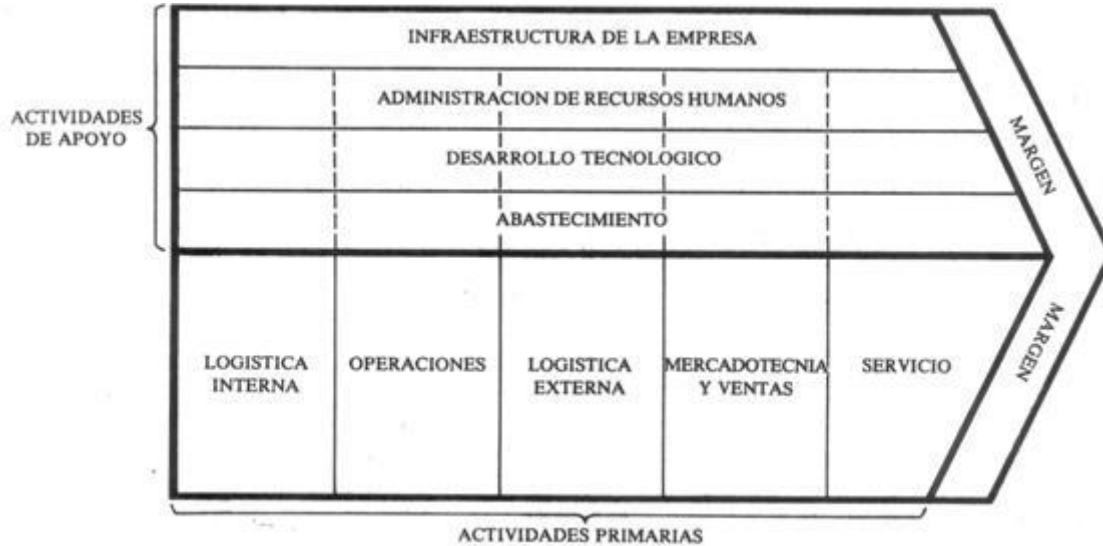 INFRAESTRUCTURA DE LA EMPRESA
ADMINISTRACION DE RECURSOS HUMANOS
ACTIVIDADES
DE APOYO
DESARROLLO TECNOLOGICO
ABASTECIMIENTO
MARGEN
LOGISTICA
INTERNA
OPERACIONES
LOGISTICA
EXTERNA
MERCADOTECNIA
Y VENTAS
SERVICIO
MARGEN
ACTIVIDADES PRIMARIAS